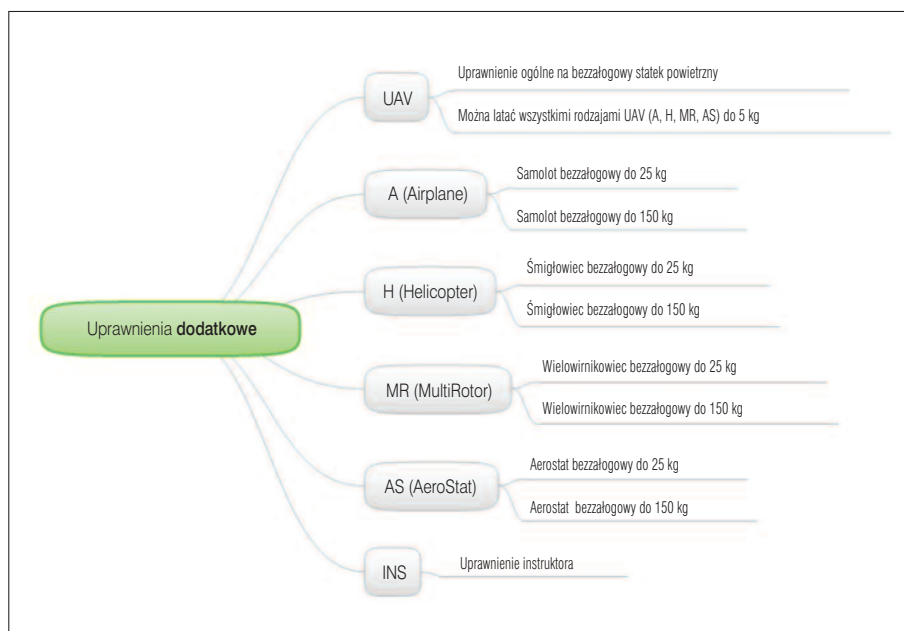 Uprawnienia dodatkowe
UAV
Uprawnienie ogólne na bezzałogowy statek powietrzny
Można latać wszystkimi rodzajami UAV (A, H, MR, AS) do 5 kg
A (Airplane)
Samolot bezzałogowy do 25 kg
Samolot bezzałogowy do 150 kg
H (Helicopter)
Śmigłowiec bezzałogowy do 25 kg
Śmigłowiec bezzałogowy do 150 kg
MR (MultiRotor)
Wielowirnikowiec bezzałogowy do 25 kg
Wielowirnikowiec bezzałogowy do 150 kg
AS (AeroStat)
Aerostat bezzałogowy do 25 kg
Aerostat bezzałogowy do 150 kg
INS
Uprawnienie instruktora